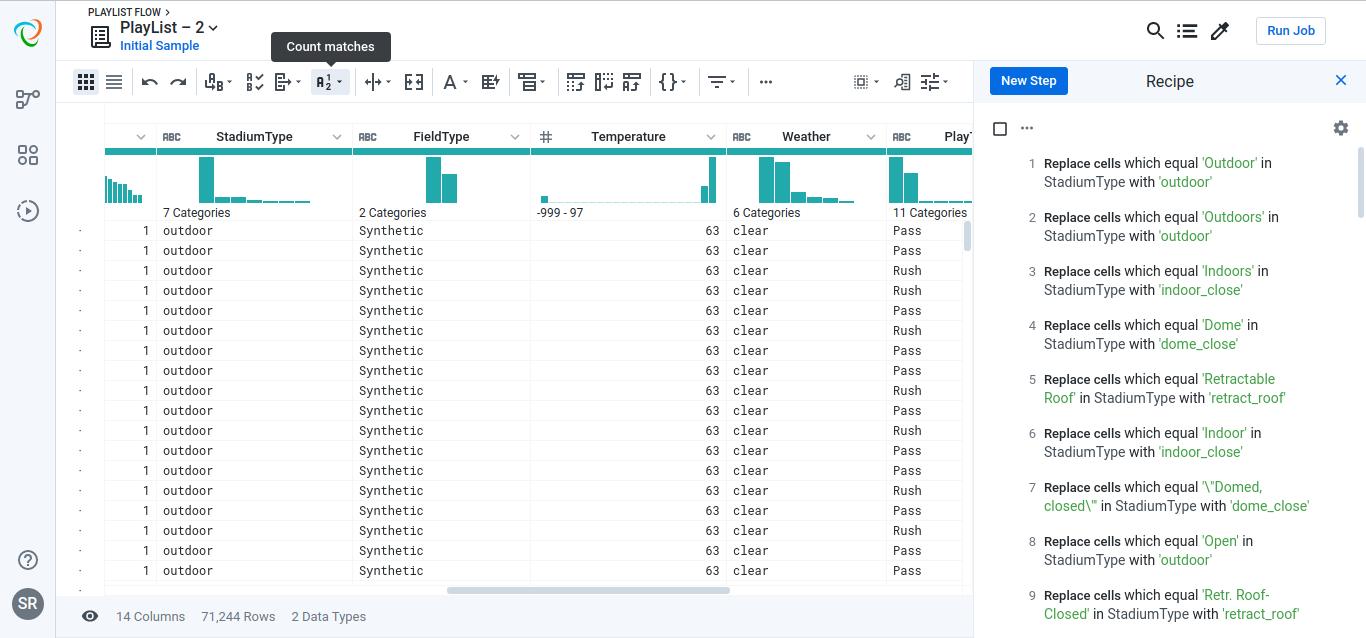 PLAYLIST FLOW >
PlayList – 2
Initial Sample
Count matches
Run Job
New Step
Recipe
ABC StadiumType
ABC FieldType
# Temperature
ABC Weather
ABC PlayT
7 Categories
2 Categories
-999 - 97
6 Categories
11 Categories
1 outdoor Synthetic 63 clear Pass
1 outdoor Synthetic 63 clear Pass
1 outdoor Synthetic 63 clear Rush
1 outdoor Synthetic 63 clear Rush
1 outdoor Synthetic 63 clear Pass
1 outdoor Synthetic 63 clear Rush
1 outdoor Synthetic 63 clear Pass
1 outdoor Synthetic 63 clear Pass
1 outdoor Synthetic 63 clear Rush
1 outdoor Synthetic 63 clear Pass
1 outdoor Synthetic 63 clear Rush
1 outdoor Synthetic 63 clear Pass
1 outdoor Synthetic 63 clear Pass
1 outdoor Synthetic 63 clear Rush
1 outdoor Synthetic 63 clear Pass
1 outdoor Synthetic 63 clear Rush
1 outdoor Synthetic 63 clear Pass
1 outdoor Synthetic 63 clear Pass
1 Replace cells which equal 'Outdoor' in
StadiumType with 'outdoor'
2 Replace cells which equal 'Outdoors' in
StadiumType with 'outdoor'
3 Replace cells which equal 'Indoors' in
StadiumType with 'indoor_close'
4 Replace cells which equal 'Dome' in
StadiumType with 'dome_close'
5 Replace cells which equal 'Retractable
Roof' in StadiumType with 'retract_roof'
6 Replace cells which equal 'Indoor' in
StadiumType with 'indoor_close'
7 Replace cells which equal '\"Domed,
closed\"' in StadiumType with 'dome_close'
8 Replace cells which equal 'Open' in
StadiumType with 'outdoor'
9 Replace cells which equal 'Retr. Roof-
Closed' in StadiumType with 'retract_roof'
SR
14 Columns 71,244 Rows 2 Data Types